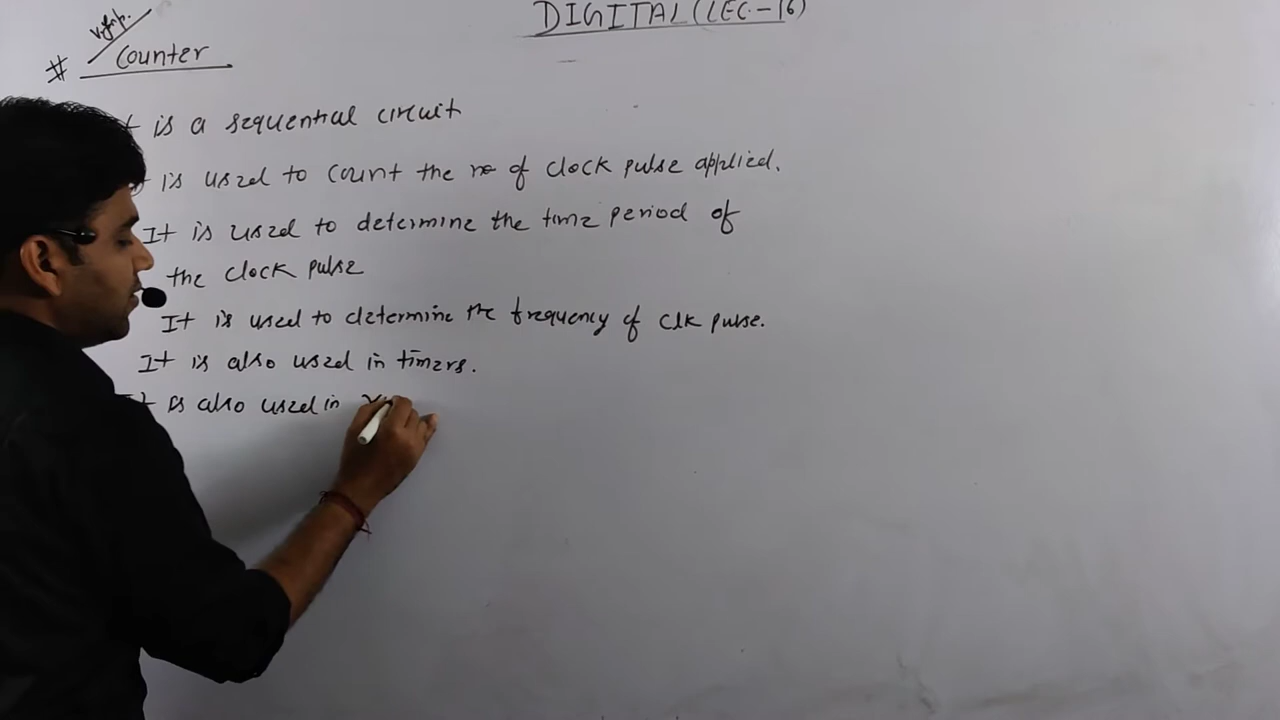 DIGITAL (LEC-16)
v.v.imp.
# Counter
is a sequential circuit
is used to count the no of clock pulse applied.
It is used to determine the time period of
the clock pulse
It is used to determine the frequency of clk pulse.
It is also used in timers.
It is also used in